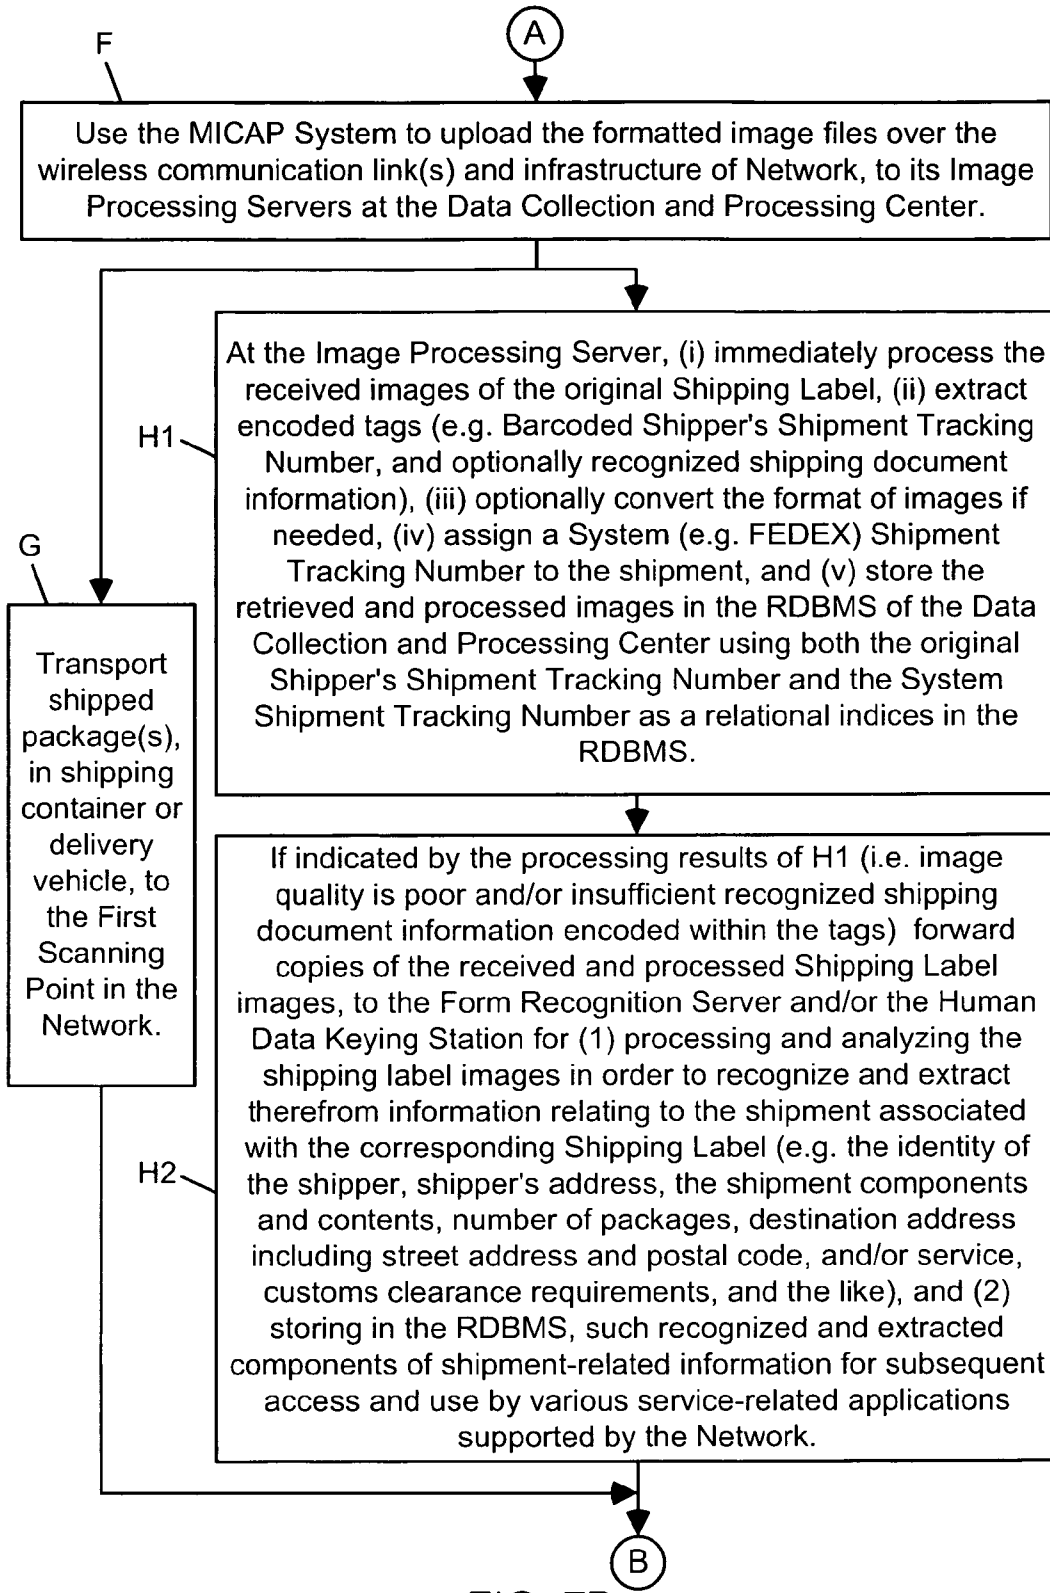 A
F
Use the MICAP System to upload the formatted image files over the
wireless communication link(s) and infrastructure of Network, to its Image
Processing Servers at the Data Collection and Processing Center.
H1
At the Image Processing Server, (i) immediately process the
received images of the original Shipping Label, (ii) extract
encoded tags (e.g. Barcoded Shipper's Shipment Tracking
Number, and optionally recognized shipping document
information), (iii) optionally convert the format of images if
needed, (iv) assign a System (e.g. FEDEX) Shipment
Tracking Number to the shipment, and (v) store the
retrieved and processed images in the RDBMS of the Data
Collection and Processing Center using both the original
Shipper's Shipment Tracking Number and the System
Shipment Tracking Number as a relational indices in the
RDBMS.
G
Transport
shipped
package(s),
in shipping
container or
delivery
vehicle, to
the First
Scanning
Point in the
Network.
H2
If indicated by the processing results of H1 (i.e. image
quality is poor and/or insufficient recognized shipping
document information encoded within the tags) forward
copies of the received and processed Shipping Label
images, to the Form Recognition Server and/or the Human
Data Keying Station for (1) processing and analyzing the
shipping label images in order to recognize and extract
therefrom information relating to the shipment associated
with the corresponding Shipping Label (e.g. the identity of
the shipper, shipper's address, the shipment components
and contents, number of packages, destination address
including street address and postal code, and/or service,
customs clearance requirements, and the like), and (2)
storing in the RDBMS, such recognized and extracted
components of shipment-related information for subsequent
access and use by various service-related applications
supported by the Network.
B